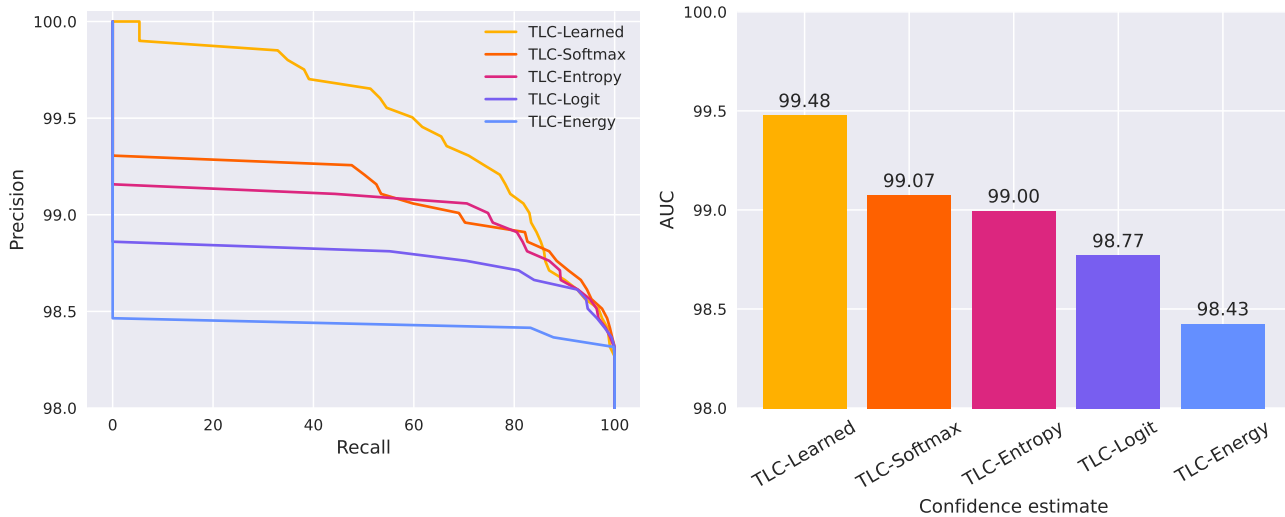 100.0
99.5
99.0
98.5
98.0
Precision
0
20
40
60
80
100
Recall
TLC-Learned
TLC-Softmax
TLC-Entropy
TLC-Logit
TLC-Energy
100.0
99.5
99.0
98.5
98.0
AUC
99.48
99.07
99.00
98.77
98.43
TLC-Learned
TLC-Softmax
TLC-Entropy
TLC-Logit
TLC-Energy
Confidence estimate